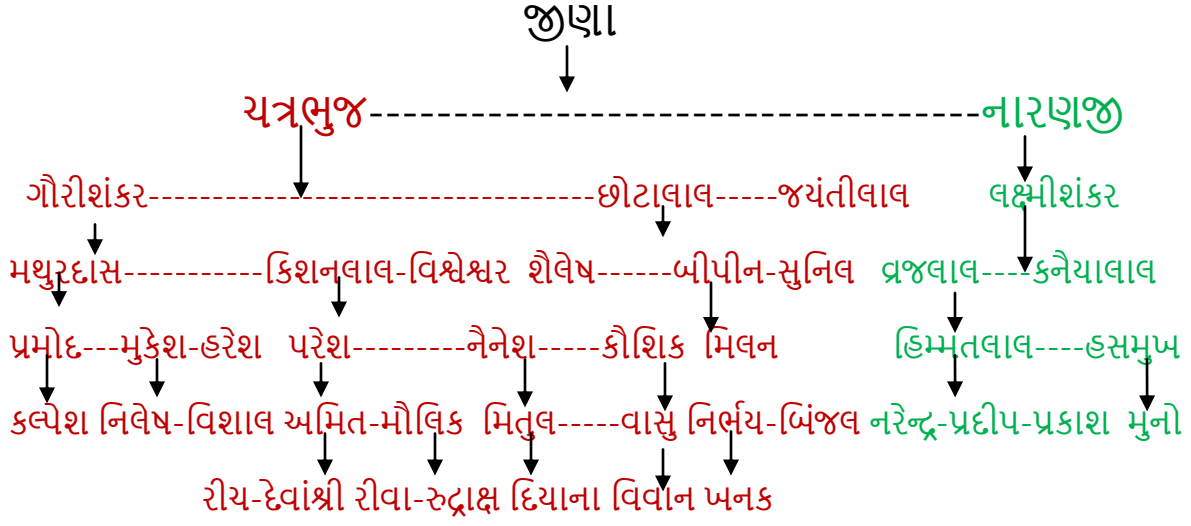 જીણા
ચત્રભુજ------------------------------------નારણજી
ગૌરીશંકર---------------------------------છોટાલાલ-----જયંતીલાલ લક્ષ્મીશંકર
મથુરદાસ-----------કિશનલાલ-વિશ્વેશ્વર શૈલેષ------બીપીન-સુનિલ વ્રજલાલ----કનૈયાલાલ
પ્રમોદ---મુકેશ-હરેશ પરેશ---------નૈનેશ-----કૌશિક મિલન હિમ્મતલાલ----હસમુખ
કલ્પેશ નિલેષ-વિશાલ અમિત-મૌલિક મિતુલ-----વાસુ નિર્ભય-બિંજલ નરેન્દ્ર-પ્રદીપ-પ્રકાશ મુનો
રીચ-દેવાંશ્રી રીવા-રુદ્રાક્ષ દિયાના વિવાન ખનક